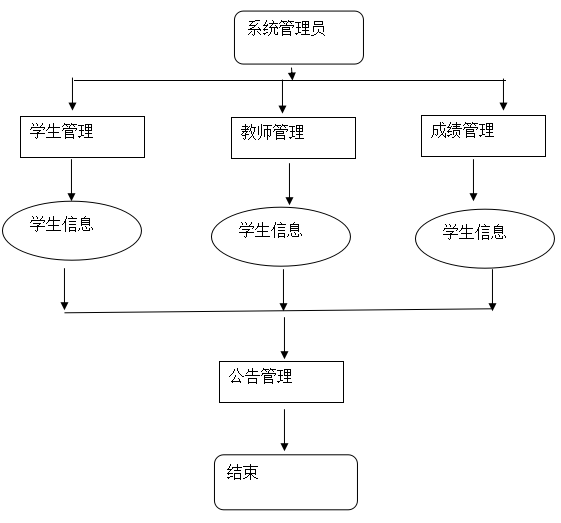 系统管理员
学生管理
教师管理
成绩管理
学生信息
学生信息
学生信息
公告管理
结束